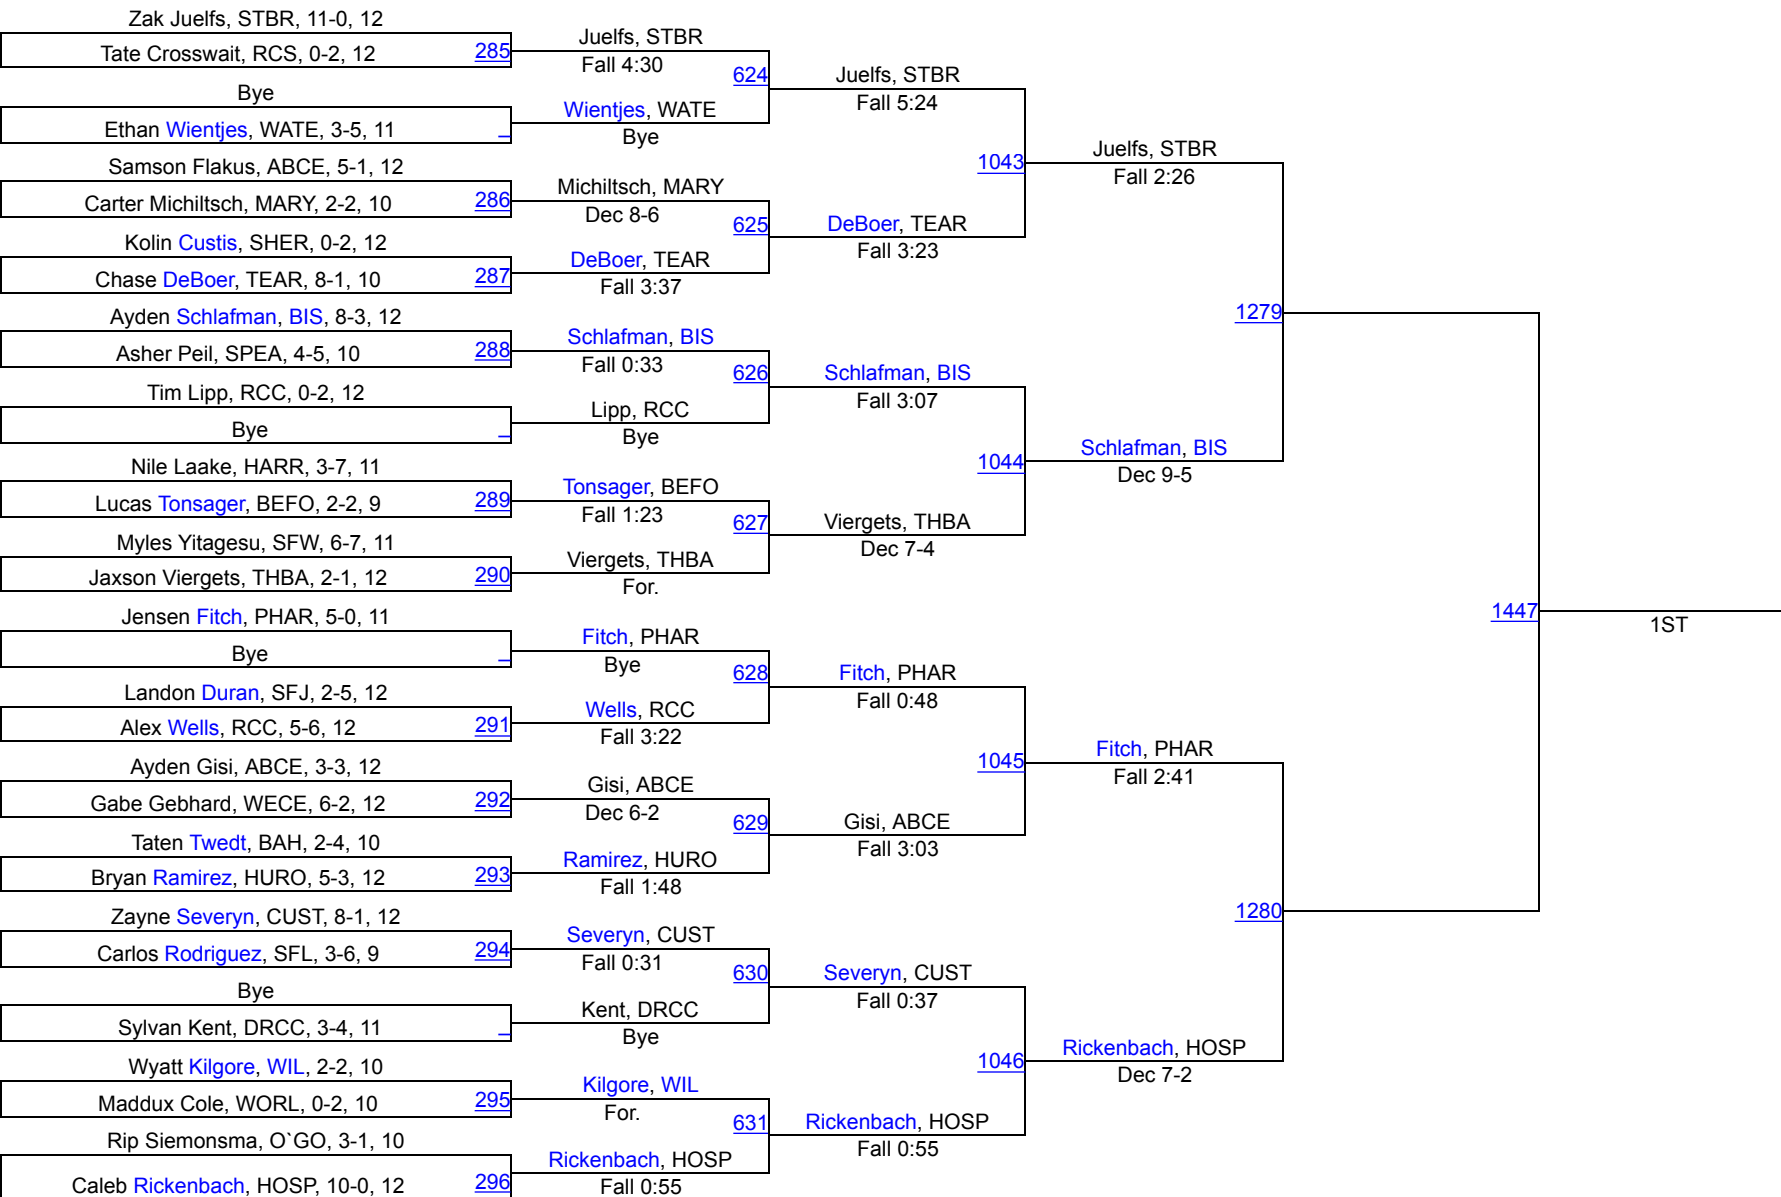 Zak Juelfs, STBR, 11-0, 12
Tate Crosswait, RCS, 0-2, 12
285
Bye
Ethan Wientjes, WATE, 3-5, 11
Samson Flakus, ABCE, 5-1, 12
Carter Michiltsch, MARY, 2-2, 10
286
Kolin Custis, SHER, 0-2, 12
Chase DeBoer, TEAR, 8-1, 10
287
Ayden Schlafman, BIS, 8-3, 12
Asher Peil, SPEA, 4-5, 10
288
Tim Lipp, RCC, 0-2, 12
Bye
Nile Laake, HARR, 3-7, 11
Lucas Tonsager, BEFO, 2-2, 9
289
Myles Yitagesu, SFW, 6-7, 11
Jaxson Viergets, THBA, 2-1, 12
290
Jensen Fitch, PHAR, 5-0, 11
Bye
Landon Duran, SFJ, 2-5, 12
Alex Wells, RCC, 5-6, 12
291
Ayden Gisi, ABCE, 3-3, 12
Gabe Gebhard, WECE, 6-2, 12
292
Taten Twedt, BAH, 2-4, 10
Bryan Ramirez, HURO, 5-3, 12
293
Zayne Severyn, CUST, 8-1, 12
Carlos Rodriguez, SFL, 3-6, 9
294
Bye
Sylvan Kent, DRCC, 3-4, 11
Wyatt Kilgore, WIL, 2-2, 10
Maddux Cole, WORL, 0-2, 10
295
Rip Siemonsma, O`GO, 3-1, 10
Caleb Rickenbach, HOSP, 10-0, 12
296
Juelfs, STBR
Fall 4:30
624
Wientjes, WATE
Bye
Michiltsch, MARY
Dec 8-6
625
DeBoer, TEAR
Fall 3:37
Schlafman, BIS
Fall 0:33
626
Lipp, RCC
Bye
Tonsager, BEFO
Fall 1:23
627
Viergets, THBA
For.
Fitch, PHAR
Bye
628
Wells, RCC
Fall 3:22
Gisi, ABCE
Dec 6-2
629
Ramirez, HURO
Fall 1:48
Severyn, CUST
Fall 0:31
630
Kent, DRCC
Bye
Kilgore, WIL
For.
631
Rickenbach, HOSP
Fall 0:55
Juelfs, STBR
Fall 5:24
1043
DeBoer, TEAR
Fall 3:23
Schlafman, BIS
Fall 3:07
1044
Viergets, THBA
Dec 7-4
Fitch, PHAR
Fall 0:48
1045
Gisi, ABCE
Fall 3:03
Severyn, CUST
Fall 0:37
1046
Rickenbach, HOSP
Fall 0:55
Juelfs, STBR
Fall 2:26
1279
Schlafman, BIS
Dec 9-5
Fitch, PHAR
Fall 2:41
1280
Rickenbach, HOSP
Dec 7-2
1447
1ST